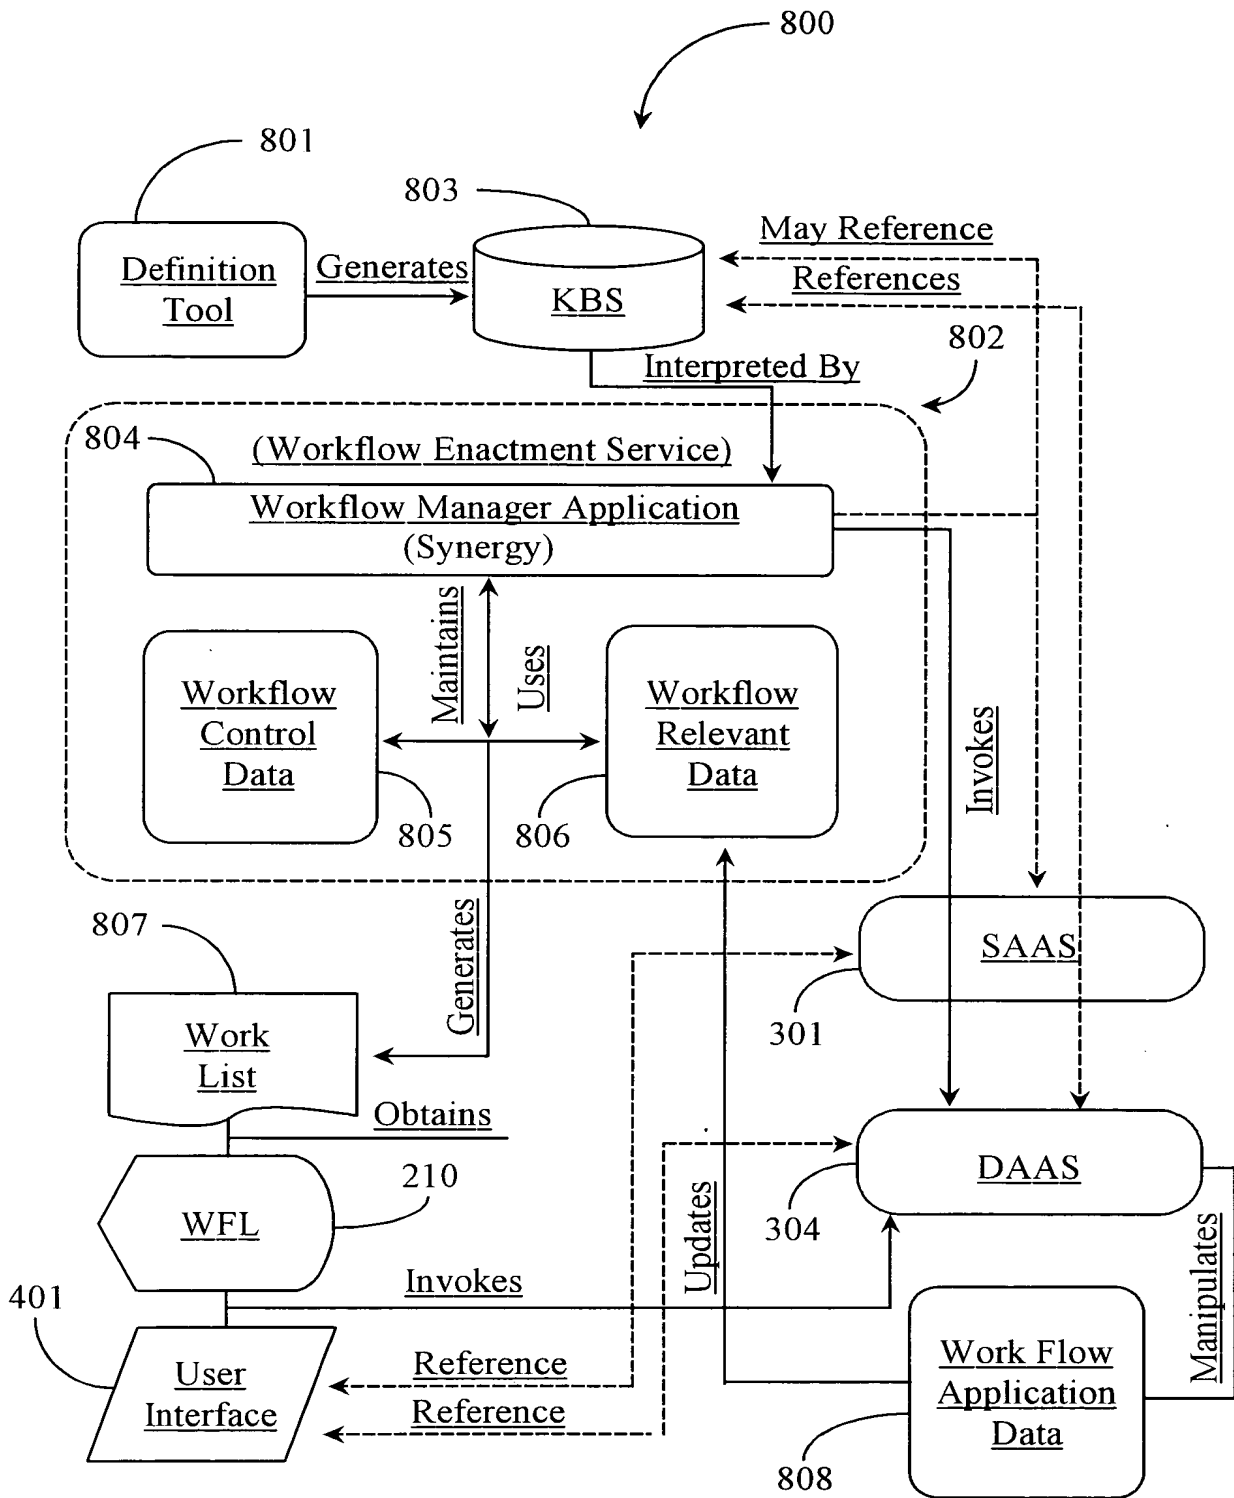 800
801
803
May Reference
Definition
Tool
Generates
KBS
References
802
Interpreted By
804
(Workflow Enactment Service)
Workflow Manager Application
(Synergy)
Maintains
Uses
Workflow
Control
Data
Workflow
Relevant
Data
Invokes
805
806
807
Generates
SAAS
301
Work
List
Obtains
DAAS
210
WFL
304
Updates
Manipulates
401
Invokes
User
Interface
Reference
Reference
Work Flow
Application
Data
808